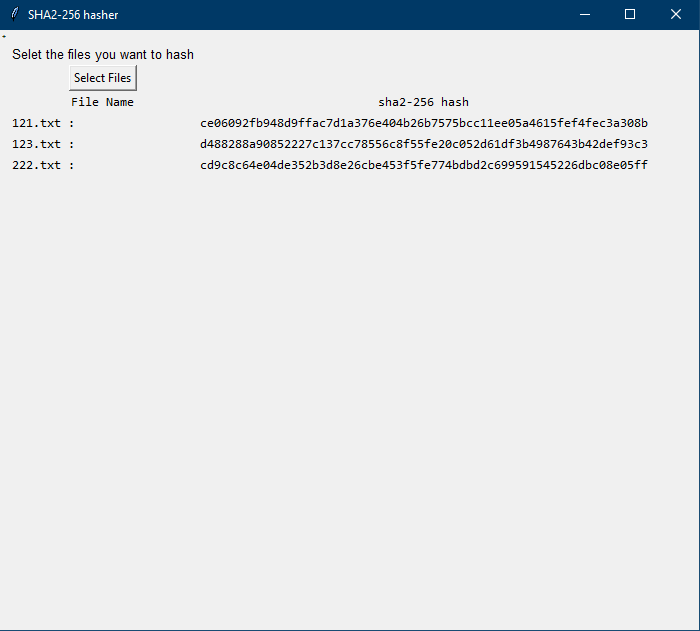 SHA2-256 hasher
Selet the files you want to hash
Select Files
File Name sha2-256 hash
121.txt : ce06092fb948d9ffac7d1a376e404b26b7575bcc11ee05a4615fef4fec3a308b
123.txt : d488288a90852227c137cc78556c8f55fe20c052d61df3b4987643b42def93c3
222.txt : cd9c8c64e04de352b3d8e26cbe453f5fe774bdbd2c699591545226dbc08e05ff